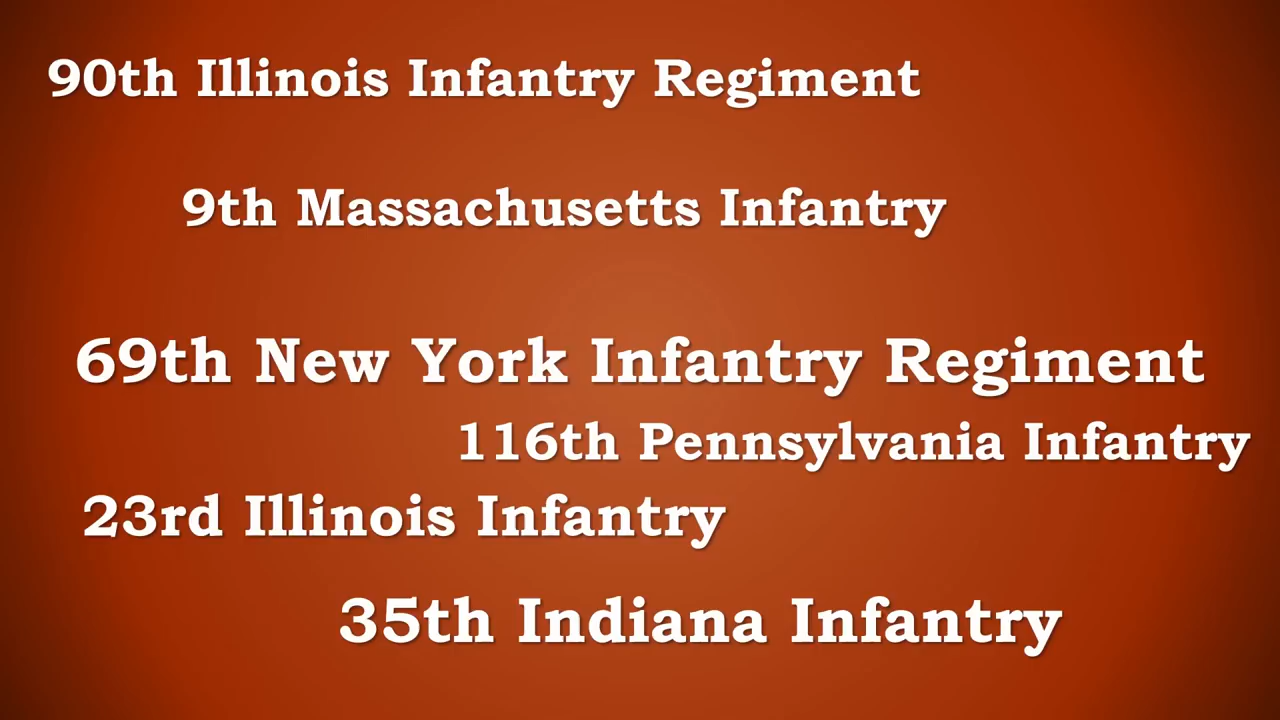 90th Illinois Infantry Regiment
9th Massachusetts Infantry
69th New York Infantry Regiment
116th Pennsylvania Infantry
23rd Illinois Infantry
35th Indiana Infantry